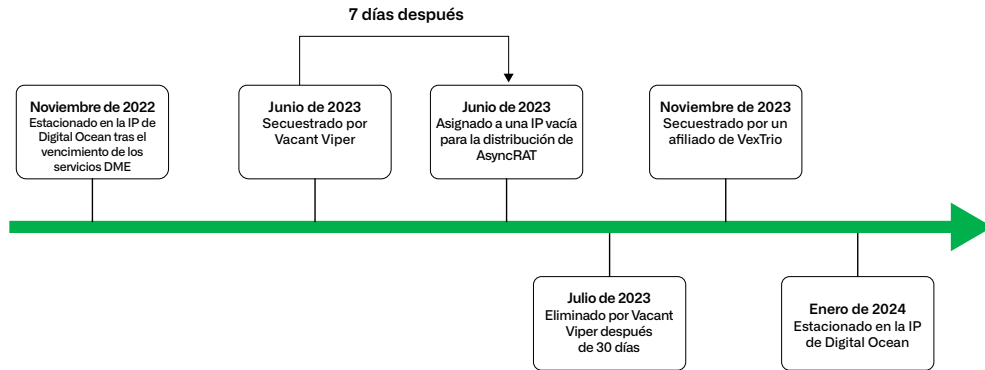 7 días después
Noviembre de 2022
Estacionado en la IP de
Digital Ocean tras el
vencimiento de los
servicios DME
Junio de 2023
Secuestrado por
Vacant Viper
Junio de 2023
Asignado a una IP vacía
para la distribución de
AsyncRAT
Noviembre de 2023
Secuestrado por un
afiliado de VexTrio
Julio de 2023
Eliminado por Vacant
Viper después
de 30 días
Enero de 2024
Estacionado en la IP
de Digital Ocean